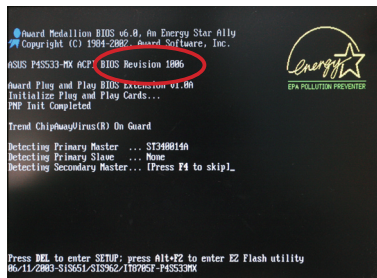 Award Medallion BIOS v6.0, An Energy Star Ally
Copyright (C) 1984-2002, Award Software, Inc.
ASUS P4S533-MX ACPI BIOS Revision 1006
energy
EPA POLLUTION PREVENTER
Award Plug and Play BIOS Extension v1.0A
Initialize Plug and Play Cards...
PNP Init Completed
Trend ChipAwayVirus(R) On Guard
Detecting Primary Master ... ST340014A
Detecting Primary Slave ... None
Detecting Secondary Master... [Press F4 to skip]_
Press DEL to enter SETUP; press Alt+F2 to enter EZ Flash utility
06/11/2003-SiS651/SIS962/IT8705F-P4S533MX